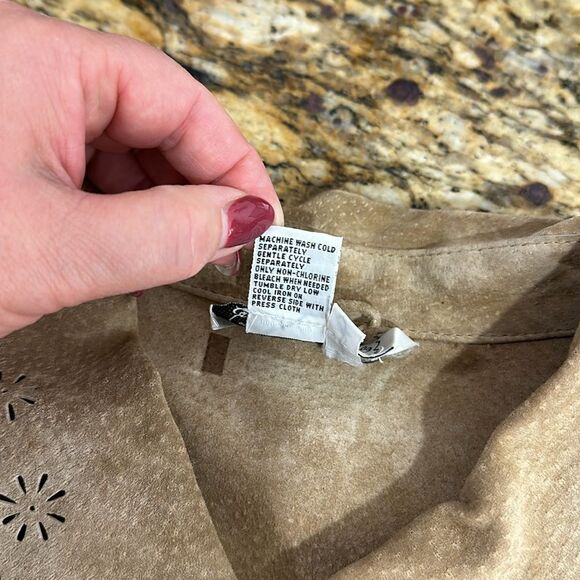 MACHINE WASH COLD
SEPARATELY
GENTLE CYCLE
SEPARATELY
ONLY NON-CHLORINE
BLEACH WHEN NEEDED
TUMBLE DRY LOW
COOL IRON ON
REVERSE SIDE WITH
PRESS CLOTH